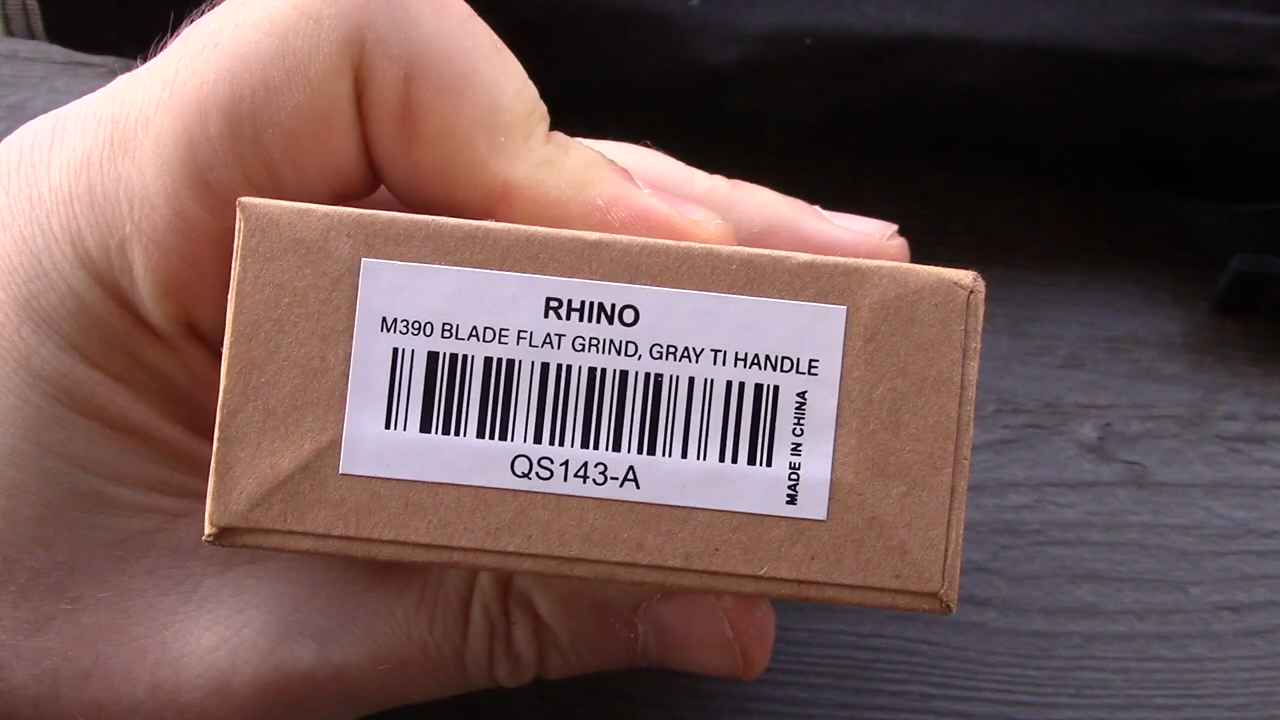 RHINO
M390 BLADE FLAT GRIND, GRAY TI HANDLE
QS143-A
MADE IN CHINA